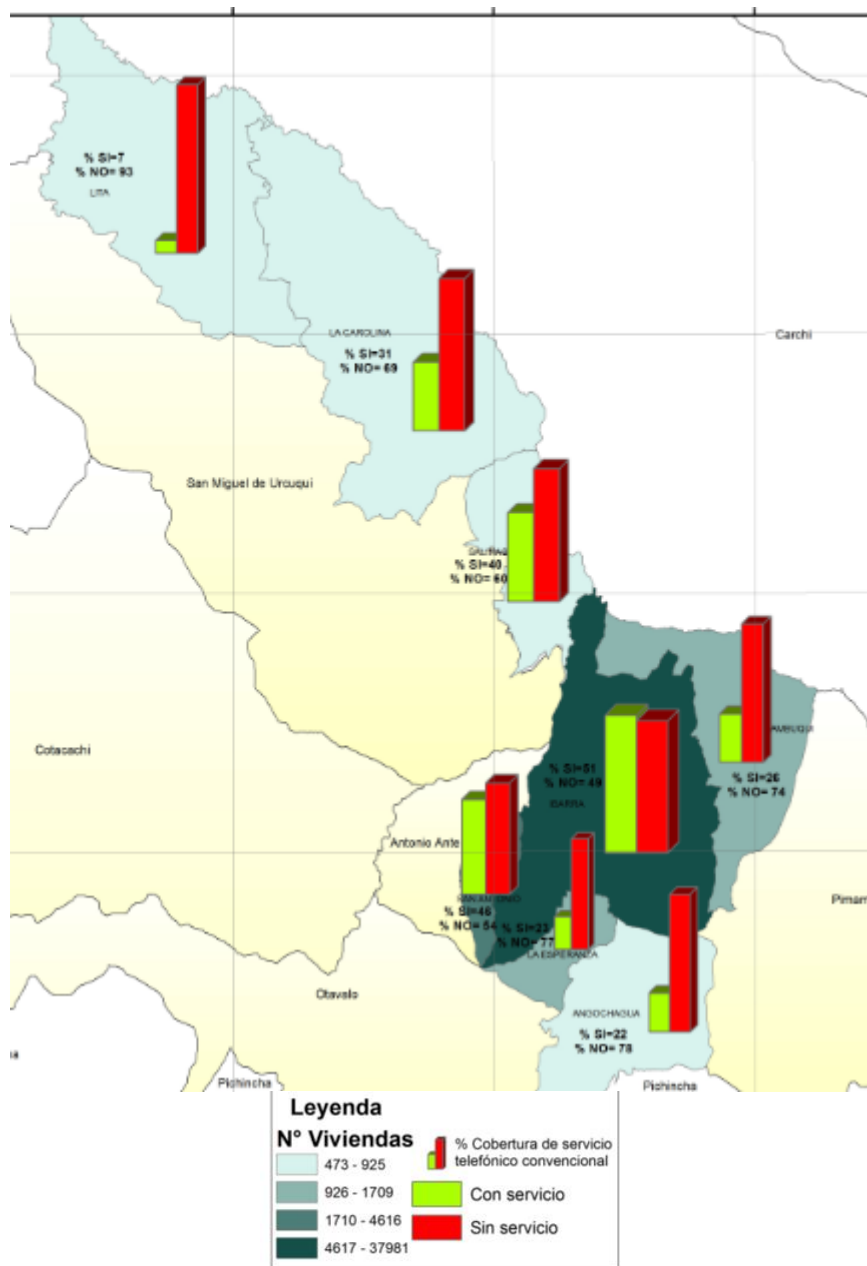 % SI=7
% NO= 93
LITA
LA CAROLINA
% SI=31
% NO= 69
Carchi
San Miguel de Urcuqui
% SI=40
% NO= 60
Cotacachi
% SI=51
% NO= 49
IBARRA
AMBUQUI
% SI=26
% NO= 74
Antonio Ante
SAN ANTONIO
% SI=46
% NO= 54
% SI=23
% NO= 77
LA ESPERANZA
Pimam
Otavalo
ANGOCHAGUA
% SI=22
% NO= 78
a
Pichincha
Pichincha
Leyenda
N° Viviendas
473 - 925
926 - 1709
1710 - 4616
4617 - 37981
% Cobertura de servicio
telefónico convencional
Con servicio
Sin servicio